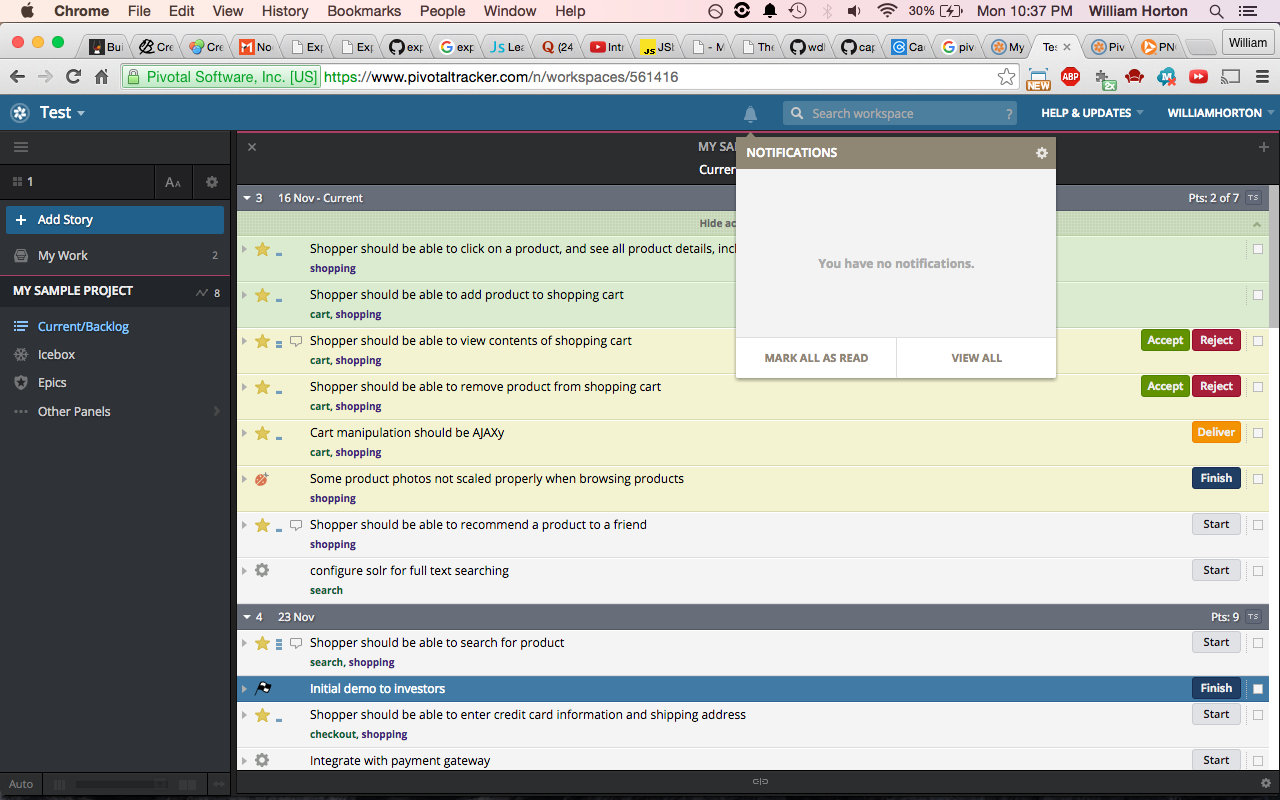 Chrome File Edit View History Bookmarks People Window Help 30% Mon 10:37 PM William Horton
Bui Cre Cre No Exp Exp exp exp Lea (24 Intr JSI - M The wdl cap Ca piv My Tes Piv PNG William
Pivotal Software, Inc. [US] https://www.pivotaltracker.com/n/workspaces/561416 NEW ABP 2x
Test Search workspace ? HELP & UPDATES WILLIAMHORTON
MY SA
NOTIFICATIONS
Curren
1 AA
3 16 Nov - Current Pts: 2 of 7 TS
Add Story
Hide ac
Shopper should be able to click on a product, and see all product details, incl
shopping
My Work 2
You have no notifications.
MY SAMPLE PROJECT 8
Shopper should be able to add product to shopping cart
cart, shopping
Current/Backlog
Shopper should be able to view contents of shopping cart Accept Reject
cart, shopping
Icebox
MARK ALL AS READ VIEW ALL
Epics
Shopper should be able to remove product from shopping cart Accept Reject
cart, shopping
Other Panels
Cart manipulation should be AJAXy Deliver
cart, shopping
Some product photos not scaled properly when browsing products Finish
shopping
Shopper should be able to recommend a product to a friend Start
shopping
configure solr for full text searching Start
search
4 23 Nov Pts: 9 TS
Shopper should be able to search for product Start
search, shopping
Initial demo to investors Finish
Shopper should be able to enter credit card information and shipping address Start
checkout, shopping
Integrate with payment gateway Start
Auto